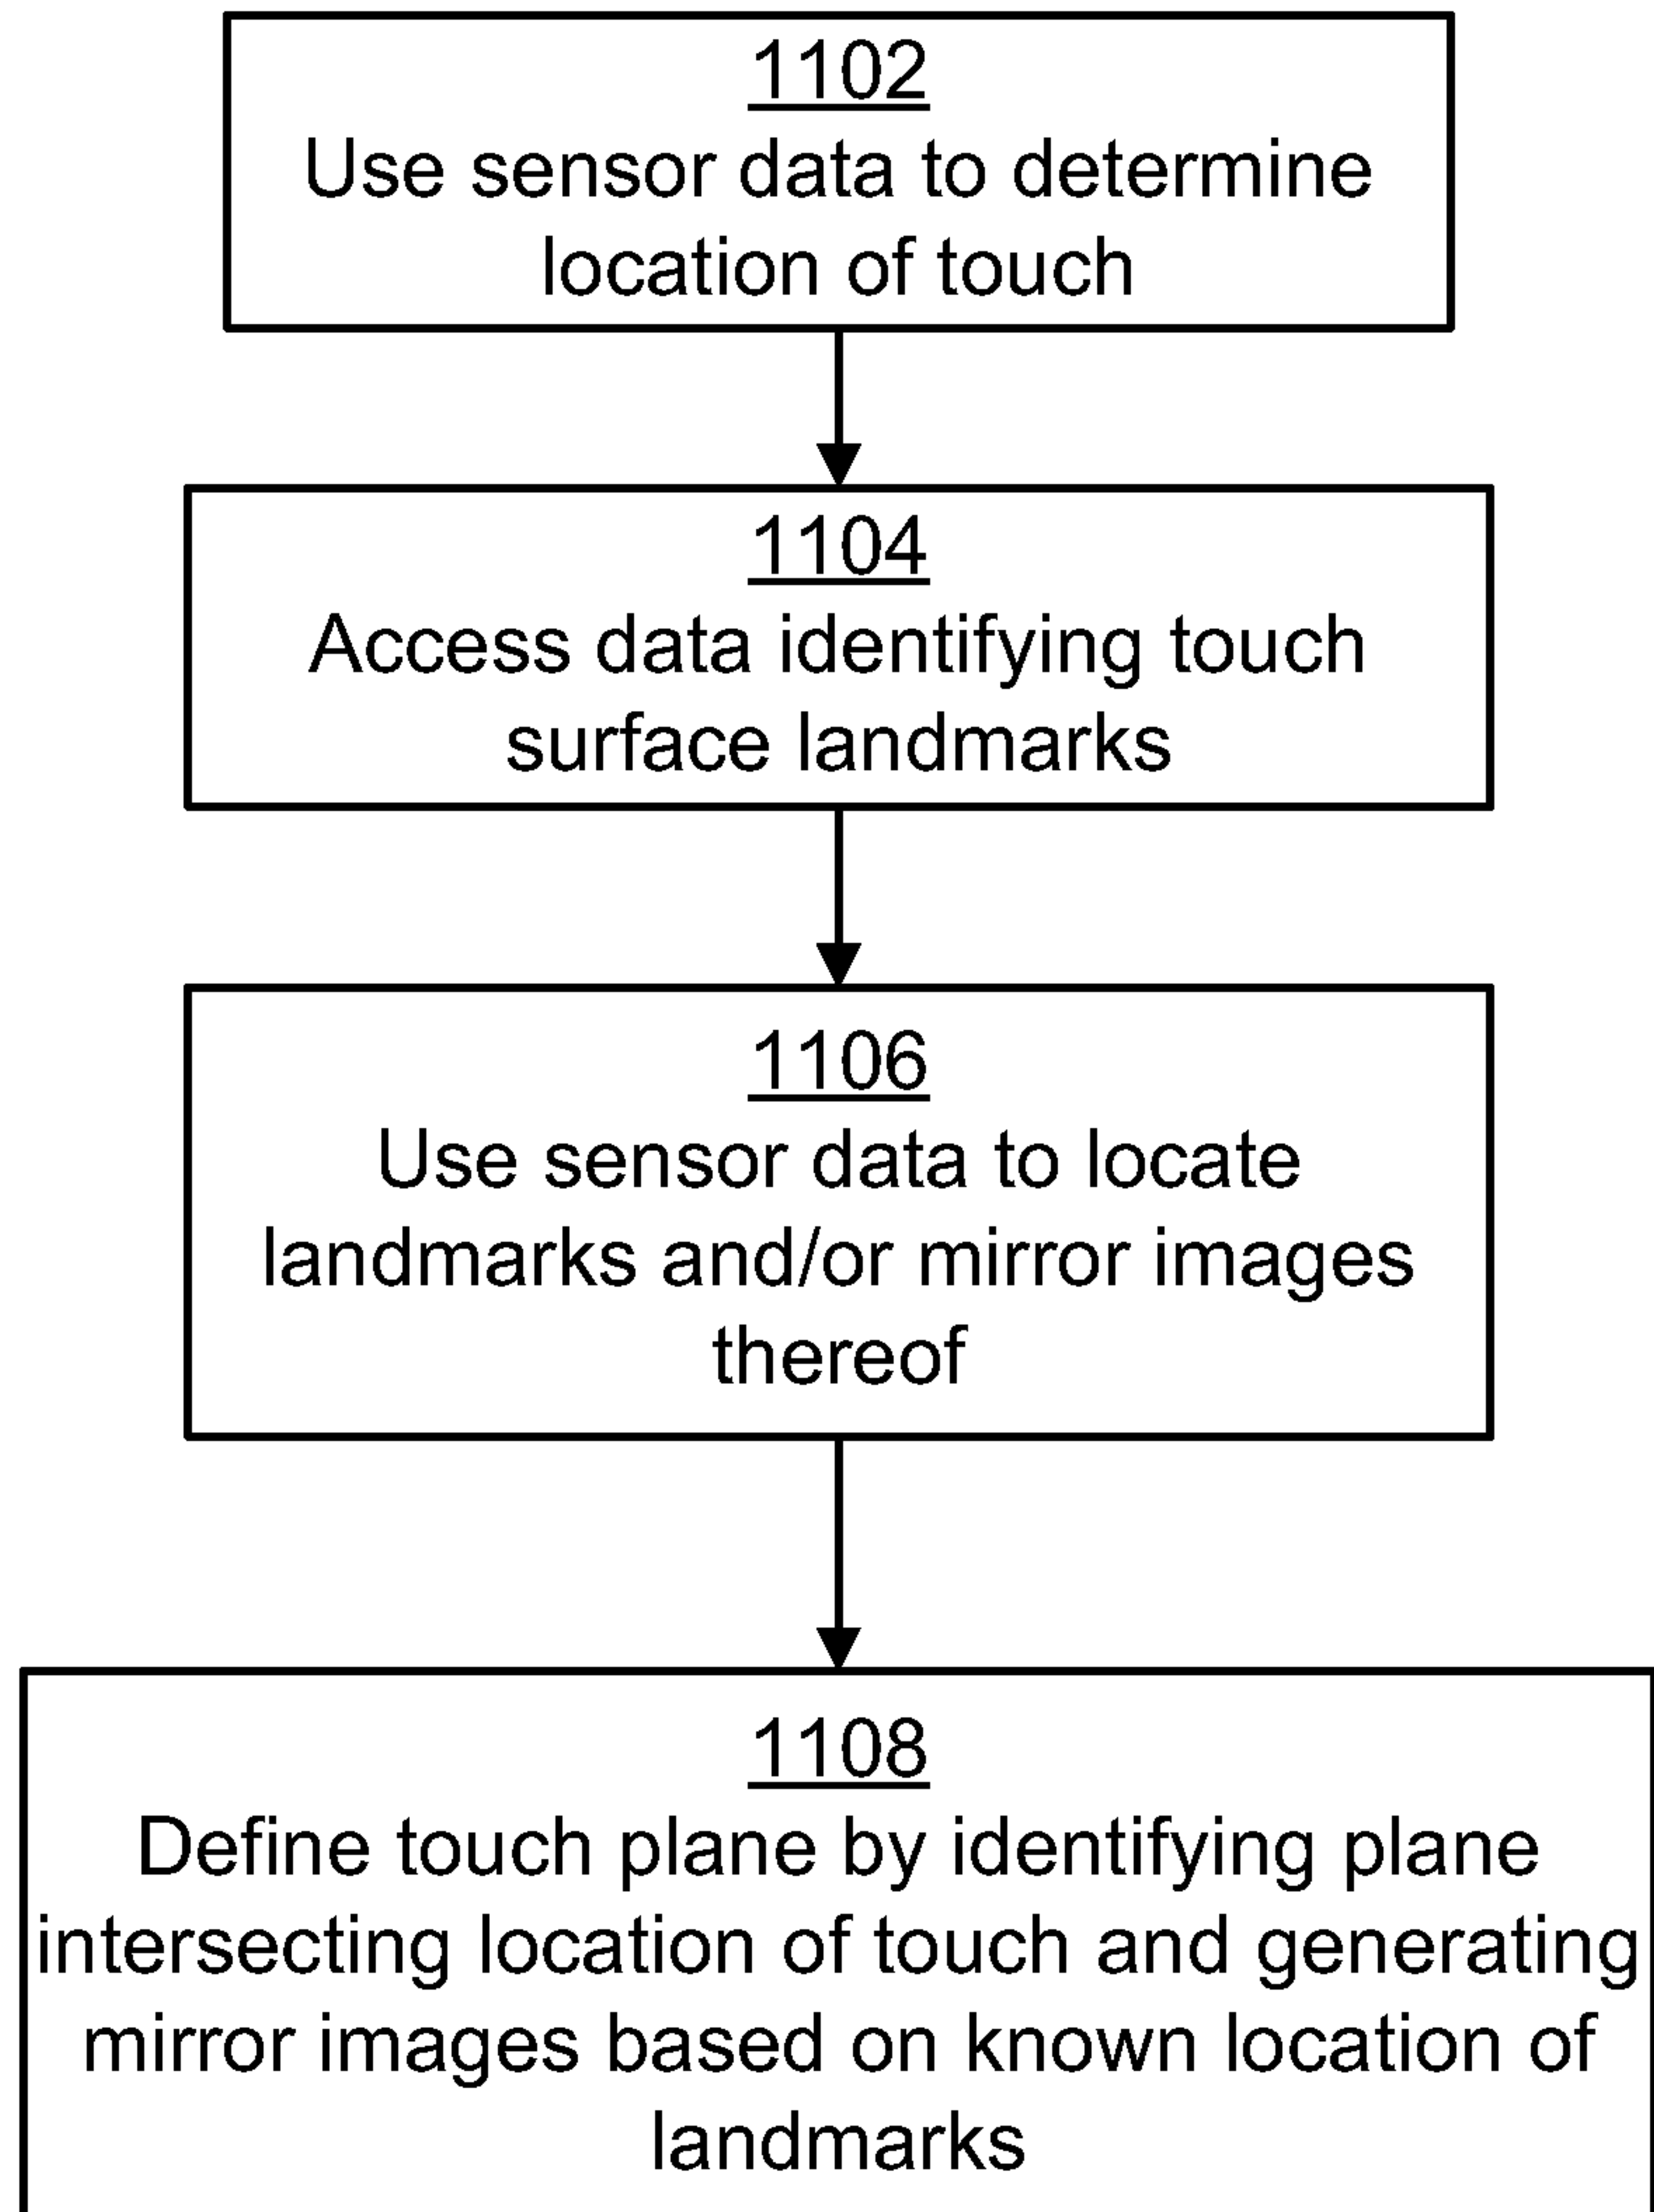 1102
Use sensor data to determine
location of touch
1104
Access data identifying touch
surface landmarks
1106
Use sensor data to locate
landmarks and/or mirror images
thereof
1108
Define touch plane by identifying plane
intersecting location of touch and generating
mirror images based on known location of
landmarks